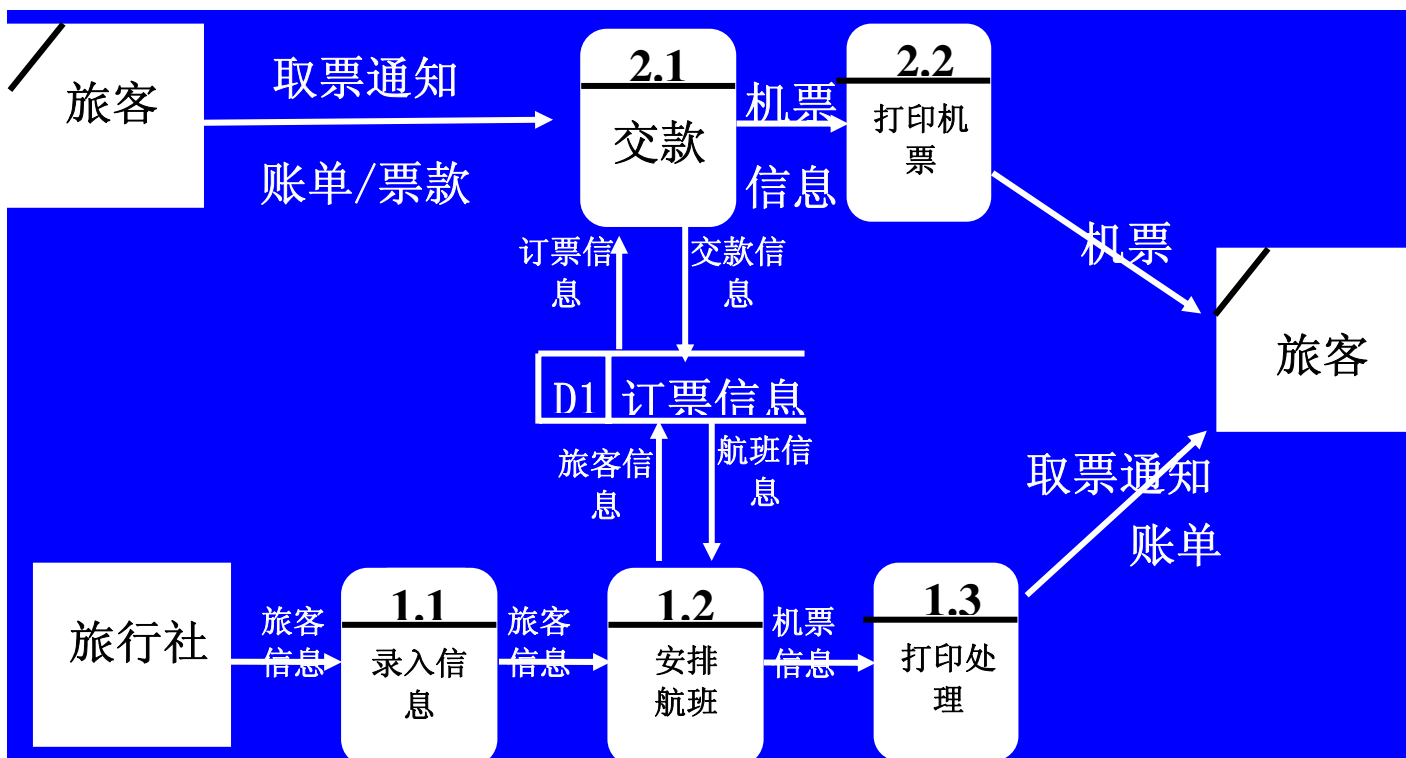 旅客
取票通知
账单/票款
2.1
交款
机票
信息
2.2
打印机
票
机票
旅客
订票信
息
交款信
息
D1
订票信息
旅客信
息
航班信
息
取票通知
账单
旅行社
旅客
信息
1.1
录入信
息
旅客
信息
1.2
安排
航班
机票
信息
1.3
打印处
理